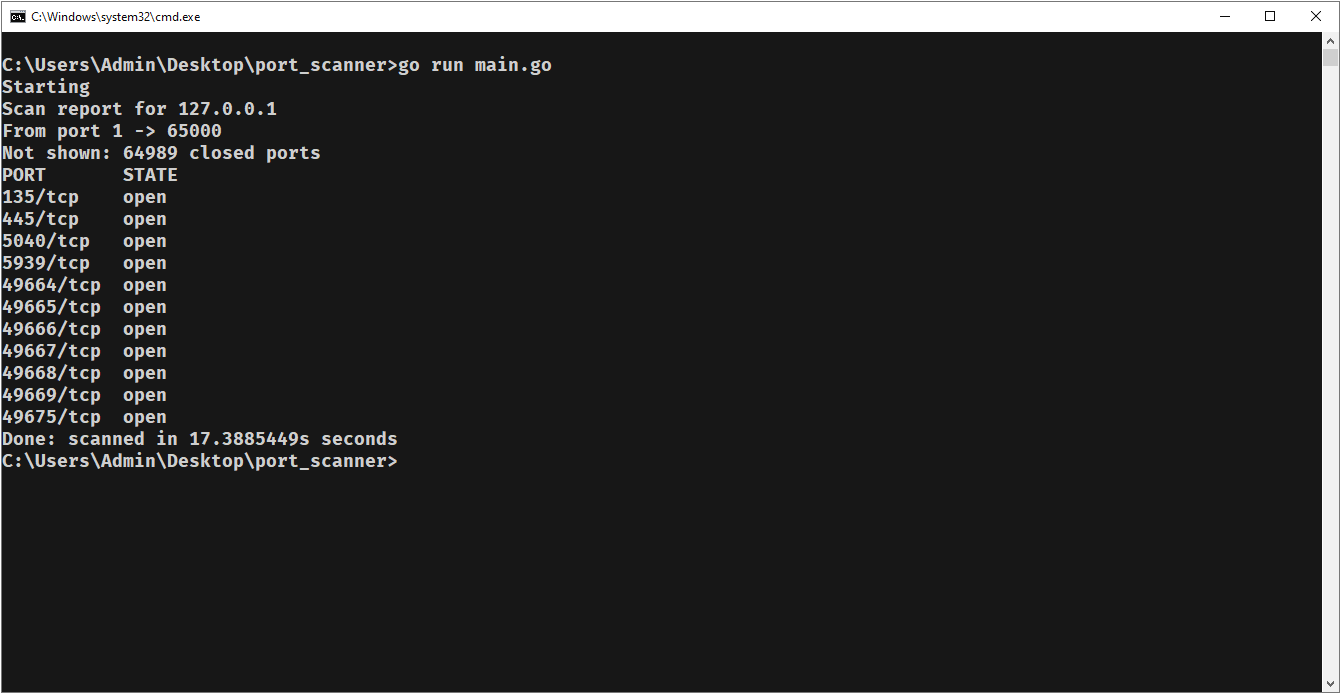 C:\Windows\system32\cmd.exe
C:\Users\Admin\Desktop\port_scanner>go run main.go
Starting
Scan report for 127.0.0.1
From port 1 -> 65000
Not shown: 64989 closed ports
PORT       STATE
135/tcp    open
445/tcp    open
5040/tcp   open
5939/tcp   open
49664/tcp  open
49665/tcp  open
49666/tcp  open
49667/tcp  open
49668/tcp  open
49669/tcp  open
49675/tcp  open
Done: scanned in 17.3885449s seconds
C:\Users\Admin\Desktop\port_scanner>